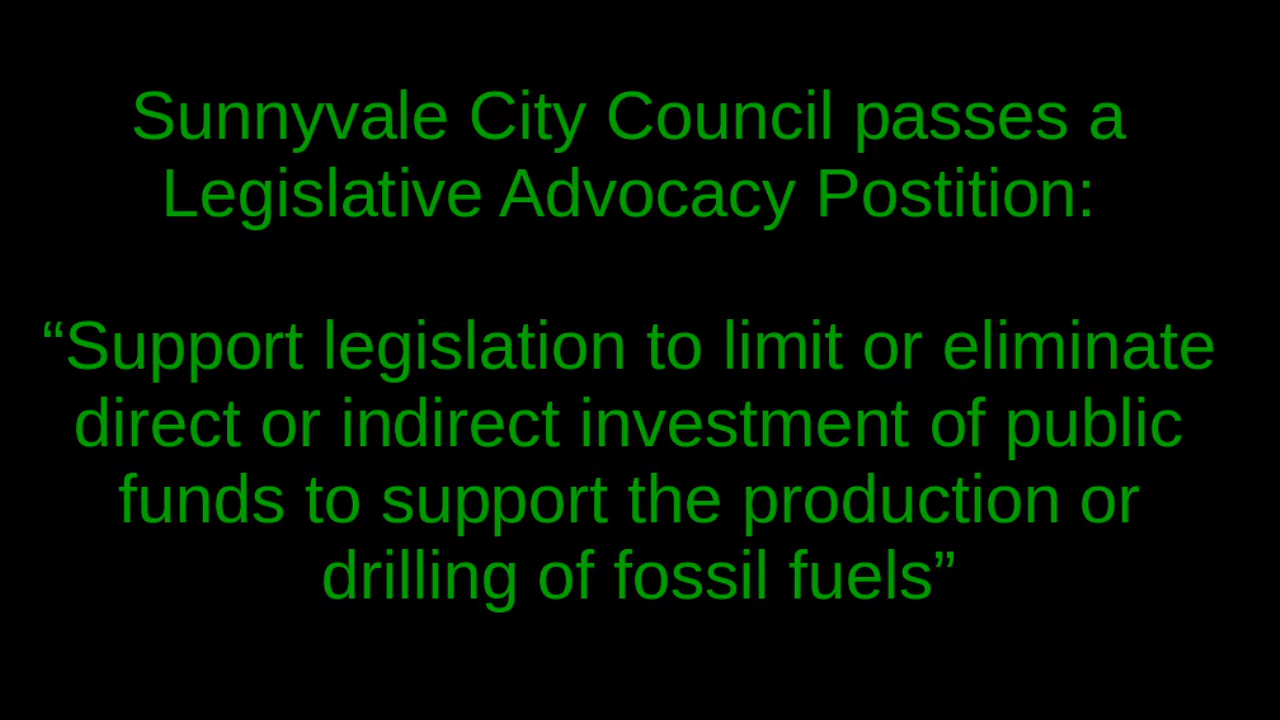 Sunnyvale City Council passes a
Legislative Advocacy Postition:
“Support legislation to limit or eliminate
direct or indirect investment of public
funds to support the production or
drilling of fossil fuels”